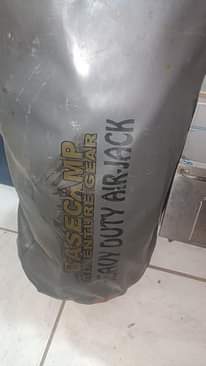 BASECAMP
ADVENTURE GEAR
HEAVY DUTY AIR-JACK